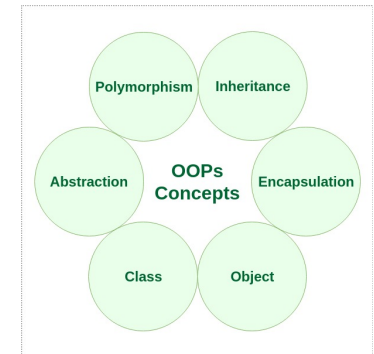 Polymorphism
Inheritance
Abstraction
OOPs
Concepts
Encapsulation
Class
Object